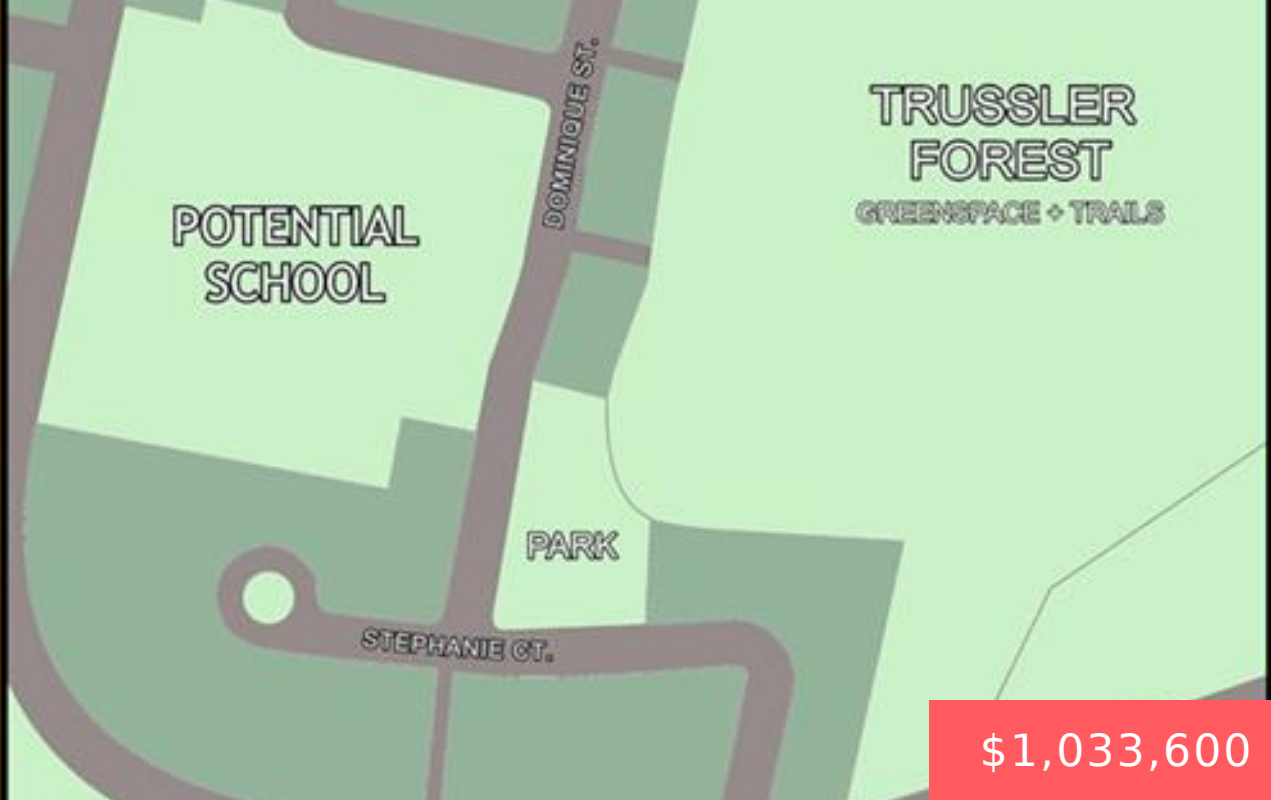 DOMINIQUE ST.
TRUSSLER
FOREST
GREENSPACE + TRAILS
POTENTIAL
SCHOOL
PARK
STEPHANIE CT.
$1,033,600